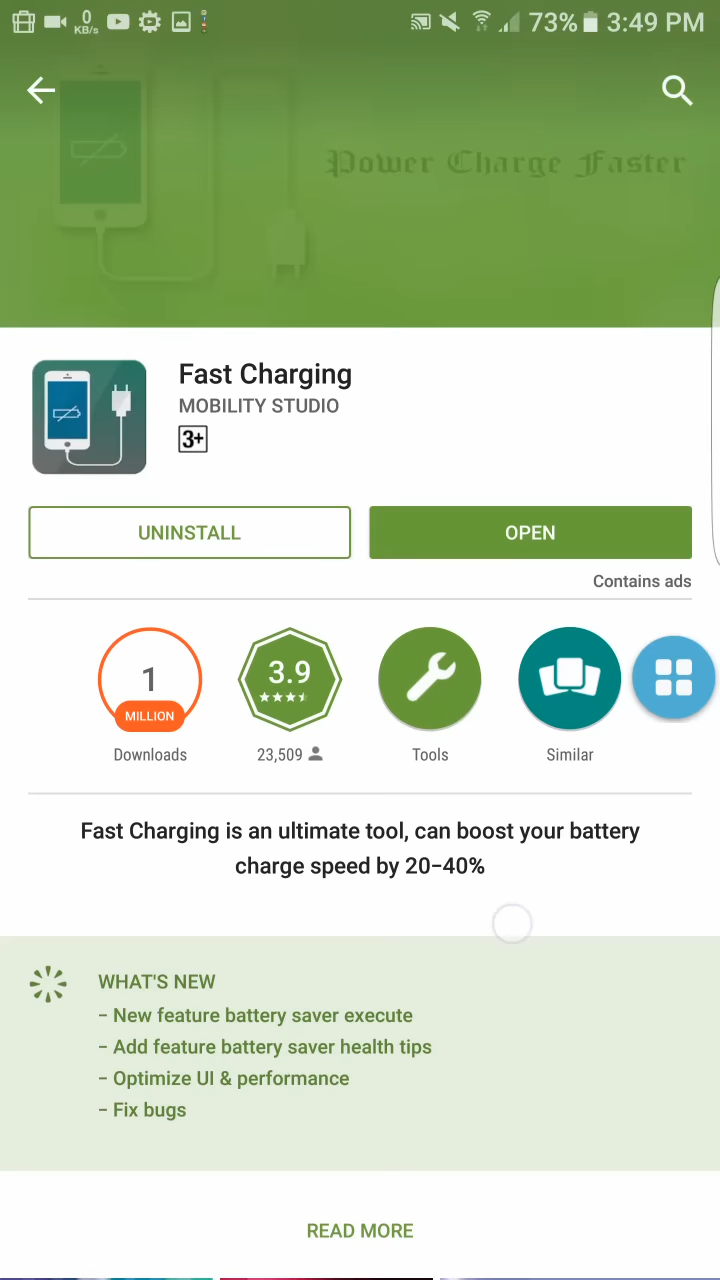 0
KB/s
73% 3:49 PM
Power Charge Faster
Fast Charging
MOBILITY STUDIO
3+
UNINSTALL
OPEN
Contains ads
1
MILLION
3.9
Downloads
23,509
Tools
Similar
Fast Charging is an ultimate tool, can boost your battery
charge speed by 20-40%
WHAT'S NEW
- New feature battery saver execute
- Add feature battery saver health tips
- Optimize UI & performance
- Fix bugs
READ MORE